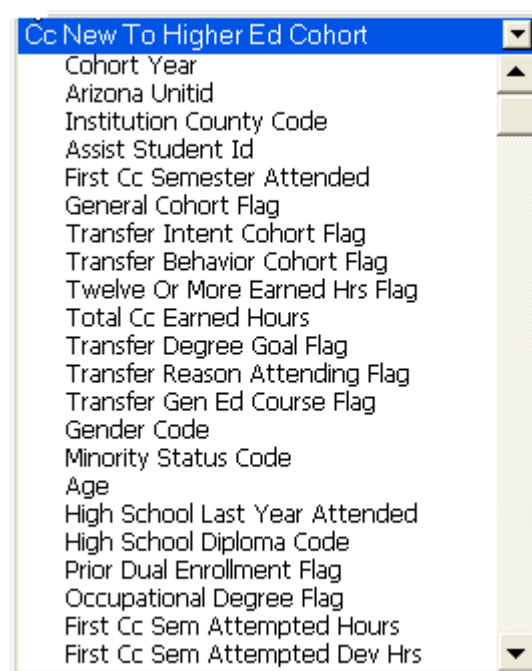 Cc New To Higher Ed Cohort
Cohort Year
Arizona Unitid
Institution County Code
Assist Student Id
First Cc Semester Attended
General Cohort Flag
Transfer Intent Cohort Flag
Transfer Behavior Cohort Flag
Twelve Or More Earned Hrs Flag
Total Cc Earned Hours
Transfer Degree Goal Flag
Transfer Reason Attending Flag
Transfer Gen Ed Course Flag
Gender Code
Minority Status Code
Age
High School Last Year Attended
High School Diploma Code
Prior Dual Enrollment Flag
Occupational Degree Flag
First Cc Sem Attempted Hours
First Cc Sem Attempted Dev Hrs